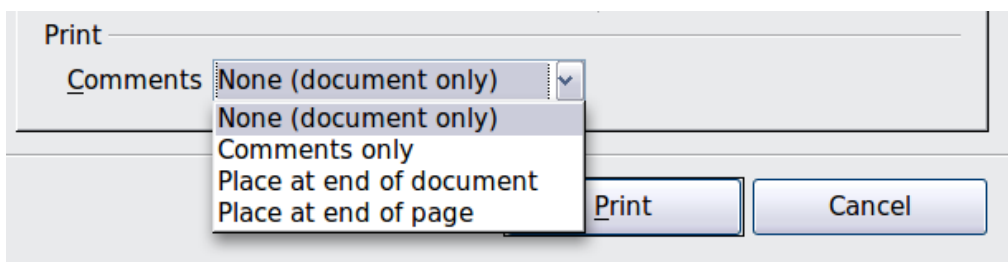 Print
Comments None (document only)
None (document only)
Comments only
Place at end of document
Place at end of page
Print Cancel